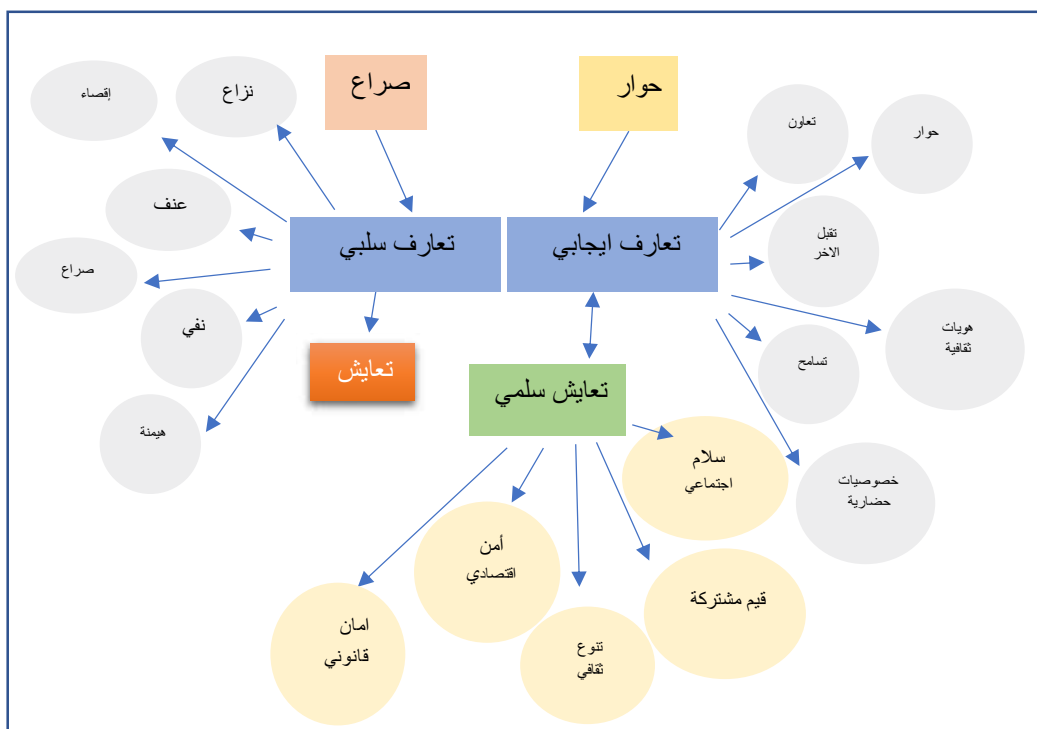 حوار
صراع
حوار
تعاون
نزاع
إقصاء
تقبل
الاخر
عنف
تعارف ايجابي
تعارف سلبي
صراع
هويات
ثقافية
تسامح
نفي
تعايش
تعايش سلمي
هيمنة
خصوصيات
حضارية
سلام
اجتماعي
أمن
اقتصادي
قيم مشتركة
امان
قانوني
تنوع
ثقافي